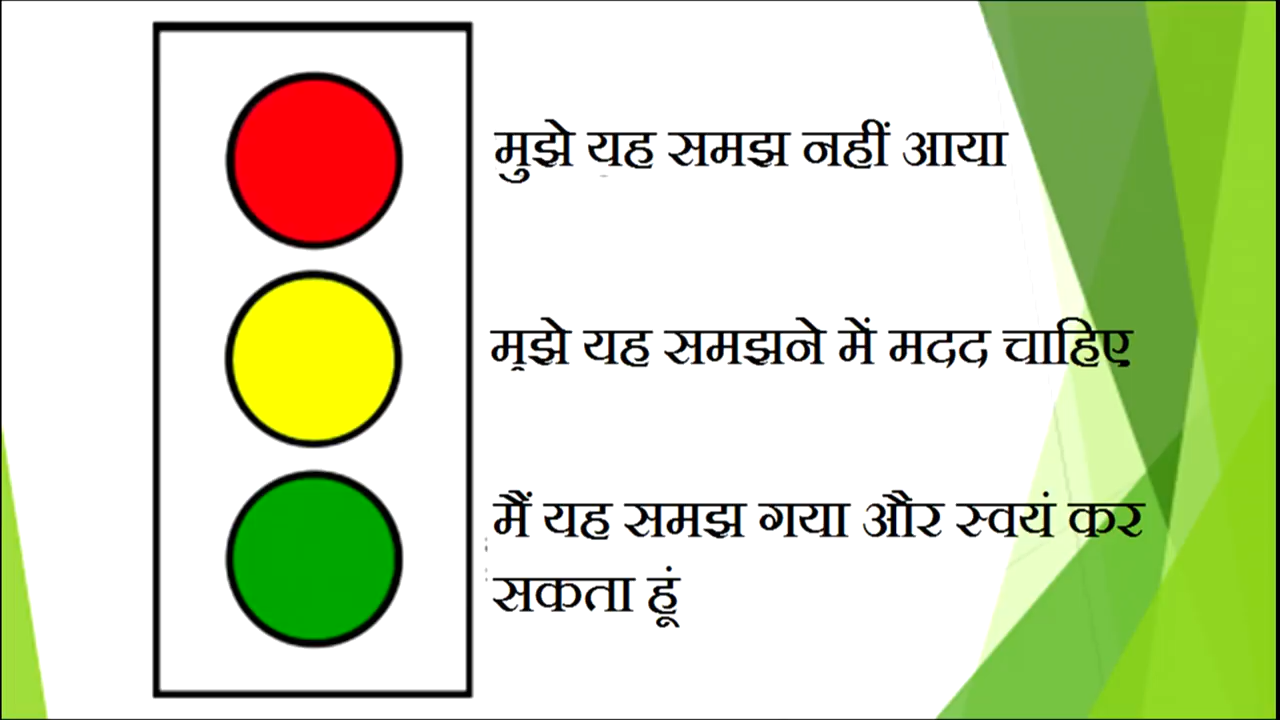 मुझे यह समझ नहीं आया
मुझे यह समझने में मदद चाहिए
मैं यह समझ गया और स्वयं कर
सकता हूं